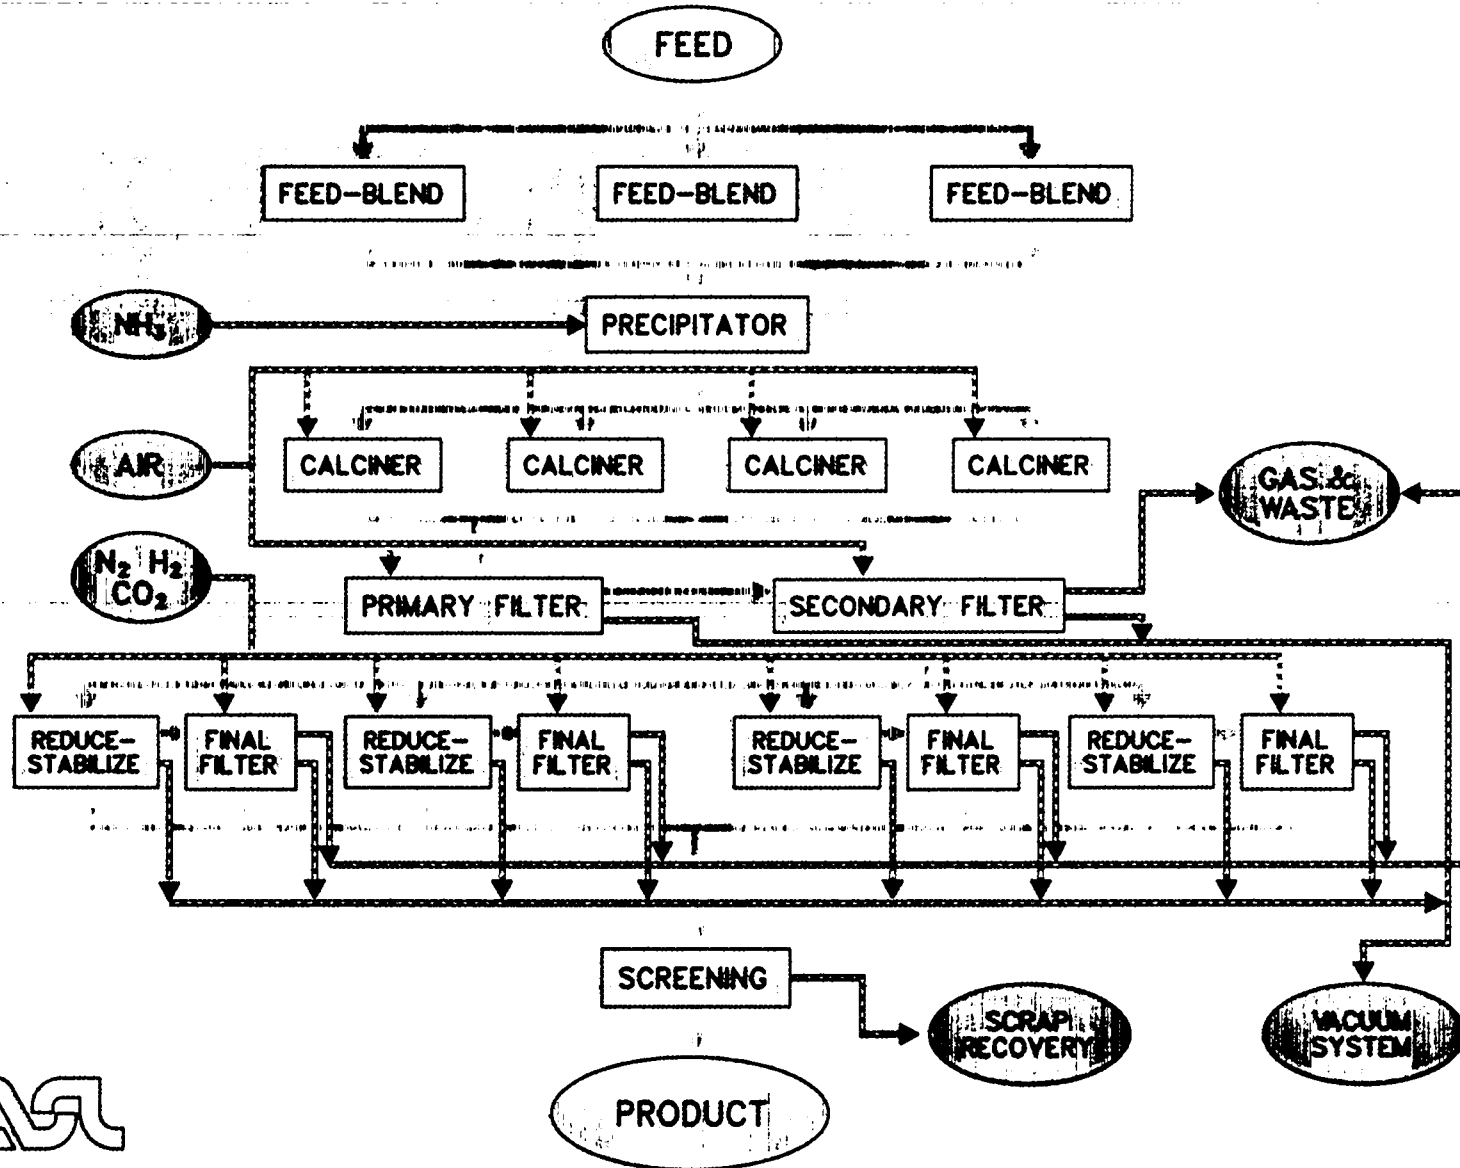 FEED
FEED-BLEND FEED-BLEND FEED-BLEND
NH₃ PRECIPITATOR
AIR CALCINER CALCINER CALCINER CALCINER
GAS &
WASTE
N₂ H₂
CO₂
PRIMARY FILTER SECONDARY FILTER
REDUCE-
STABILIZE
FINAL
FILTER
REDUCE-
STABILIZE
FINAL
FILTER
REDUCE-
STABILIZE
FINAL
FILTER
REDUCE-
STABILIZE
FINAL
FILTER
SCREENING
SCRAP
RECOVERY
VACUUM
SYSTEM
PRODUCT